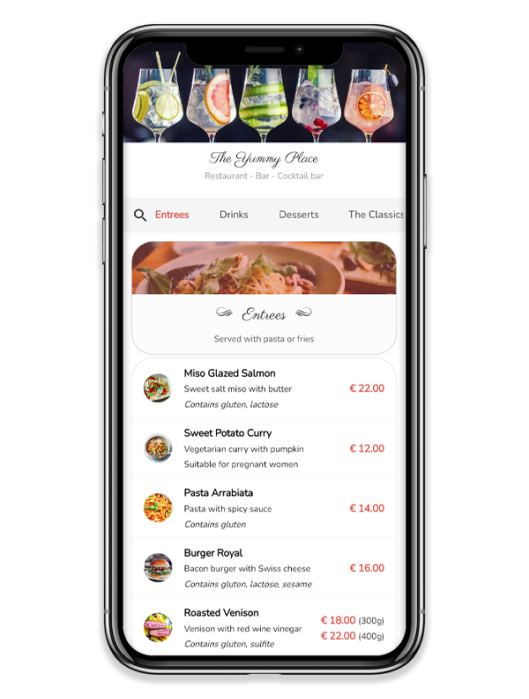 The Yummy Place
Restaurant - Bar - Cocktail bar
Entrees Drinks Desserts The Classics
Entrees
Served with pasta or fries
Miso Glazed Salmon
Sweet salt miso with butter € 22.00
Contains gluten, lactose
Sweet Potato Curry
Vegetarian curry with pumpkin € 12.00
Suitable for pregnant women
Pasta Arrabiata
Pasta with spicy sauce € 14.00
Contains gluten
Burger Royal
Bacon burger with Swiss cheese € 16.00
Contains gluten, lactose, sesame
Roasted Venison
€ 18.00 (300g)
Venison with red wine vinegar
€ 22.00 (400g)
Contains gluten, sulfite